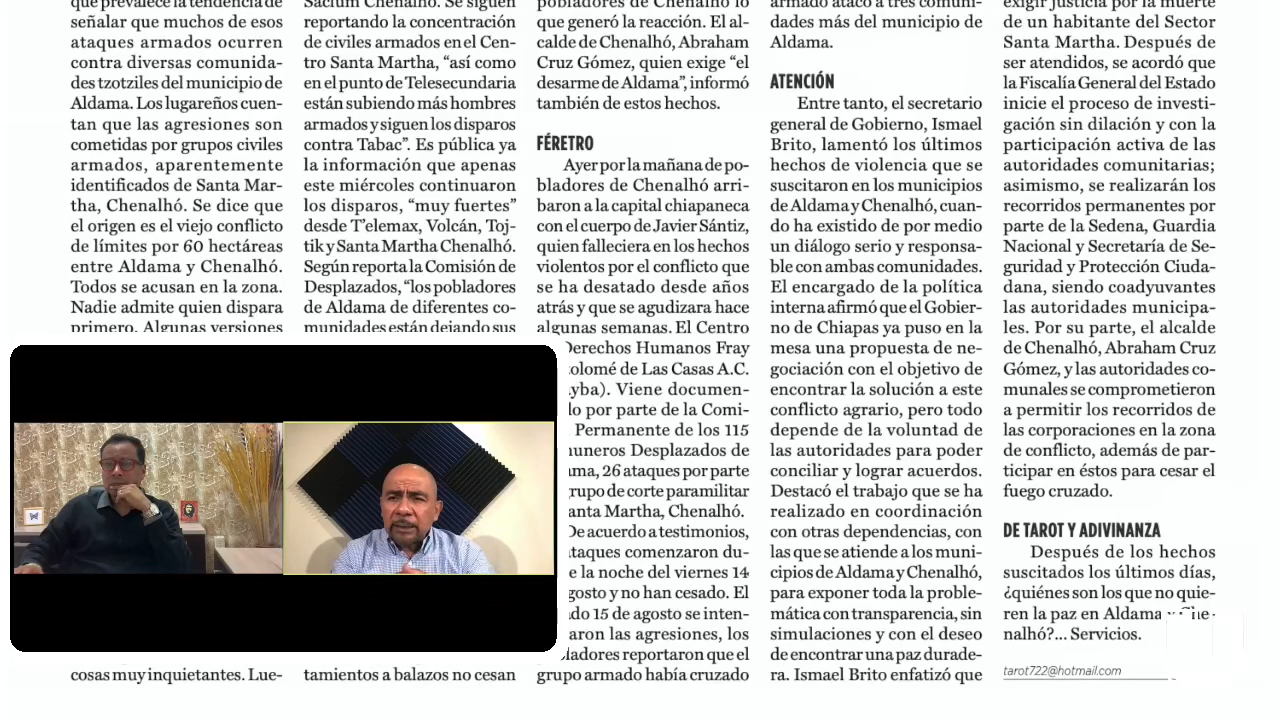 que prevalece la tendencia de
señalar que muchos de esos
ataques armados ocurren
contra diversas comunida-
des tzotziles del municipio de
Aldama. Los lugareños cuen-
tan que las agresiones son
cometidas por grupos civiles
armados, aparentemente
identificados de Santa Mar-
tha, Chenalhó. Se dice que
el origen es el viejo conflicto
de límites por 60 hectáreas
entre Aldama y Chenalhó.
Todos se acusan en la zona.
Nadie admite quien dispara
primero. Algunas versiones
cosas muy inquietantes. Lue-
Saclum Chenalhó. Se siguen
reportando la concentración
de civiles armados en el Cen-
tro Santa Martha, “así como
en el punto de Telesecundaria
están subiendo más hombres
armados y siguen los disparos
contra Tabac”. Es pública ya
la información que apenas
este miércoles continuaron
los disparos, “muy fuertes”
desde T’elemax, Volcán, Toj-
tik y Santa Martha Chenalhó.
Según reporta la Comisión de
Desplazados, “los pobladores
de Aldama de diferentes co-
munidades están dejando sus
tamientos a balazos no cesan
pobladores de Chenalhó lo
que generó la reacción. El al-
calde de Chenalhó, Abraham
Cruz Gómez, quien exige “el
desarme de Aldama”, informó
también de estos hechos.
FÉRETRO
Ayer por la mañana de po-
bladores de Chenalhó arri-
baron a la capital chiapaneca
con el cuerpo de Javier Sántiz,
quien falleciera en los hechos
violentos por el conflicto que
se ha desatado desde años
atrás y que se agudizara hace
algunas semanas. El Centro
Derechos Humanos Fray
tolomé de Las Casas A.C.
yba). Viene documen-
do por parte de la Comi-
Permanente de los 115
muneros Desplazados de
ama, 26 ataques por parte
grupo de corte paramilitar
anta Martha, Chenalhó.
De acuerdo a testimonios,
ataques comenzaron du-
e la noche del viernes 14
gosto y no han cesado. El
do 15 de agosto se inten-
aron las agresiones, los
bladores reportaron que el
grupo armado había cruzado
armado atacó a tres comuni-
dades más del municipio de
Aldama.
ATENCIÓN
Entre tanto, el secretario
general de Gobierno, Ismael
Brito, lamentó los últimos
hechos de violencia que se
suscitaron en los municipios
de Aldama y Chenalhó, cuan-
do ha existido de por medio
un diálogo serio y responsa-
ble con ambas comunidades.
El encargado de la política
interna afirmó que el Gobier-
no de Chiapas ya puso en la
mesa una propuesta de ne-
gociación con el objetivo de
encontrar la solución a este
conflicto agrario, pero todo
depende de la voluntad de
las autoridades para poder
conciliar y lograr acuerdos.
Destacó el trabajo que se ha
realizado en coordinación
con otras dependencias, con
las que se atiende a los muni-
cipios de Aldama y Chenalhó,
para exponer toda la proble-
mática con transparencia, sin
simulaciones y con el deseo
de encontrar una paz durade-
ra. Ismael Brito enfatizó que
exigir justicia por la muerte
de un habitante del Sector
Santa Martha. Después de
ser atendidos, se acordó que
la Fiscalía General del Estado
inicie el proceso de investi-
gación sin dilación y con la
participación activa de las
autoridades comunitarias;
asimismo, se realizarán los
recorridos permanentes por
parte de la Sedena, Guardia
Nacional y Secretaría de Se-
guridad y Protección Ciuda-
dana, siendo coadyuvantes
las autoridades municipa-
les. Por su parte, el alcalde
de Chenalhó, Abraham Cruz
Gómez, y las autoridades co-
munales se comprometieron
a permitir los recorridos de
las corporaciones en la zona
de conflicto, además de par-
ticipar en éstos para cesar el
fuego cruzado.
DE TAROT Y ADIVINANZA
Después de los hechos
suscitados los últimos días,
¿quiénes son los que no quie-
ren la paz en Aldama y Che-
nalhó?... Servicios.
tarot722@hotmail.com